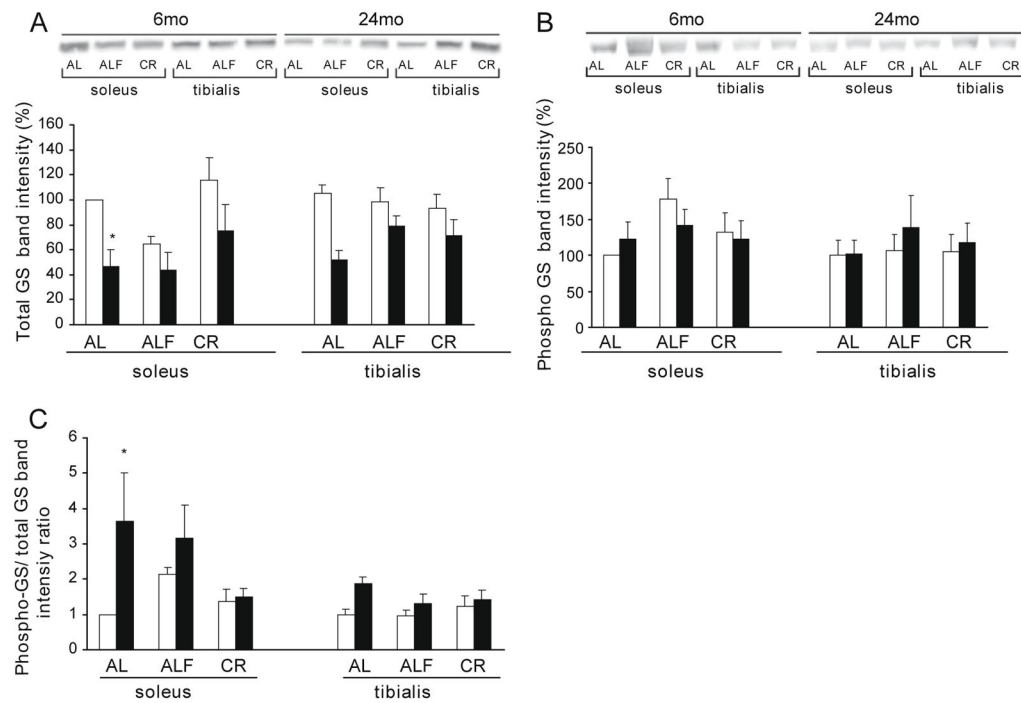 A
6mo 24mo
AL ALF CR AL ALF CR AL ALF CR AL ALF CR
soleus tibialis soleus tibialis
Total GS band intensity (%)
160
140
120
100
80
60
40
20
0
*
AL ALF CR AL ALF CR
soleus tibialis
B
6mo 24mo
AL ALF CR AL ALF CR AL ALF CR AL ALF CR
soleus tibialis soleus tibialis
Phospho GS band intensity (%)
250
200
150
100
50
0
AL ALF CR AL ALF CR
soleus tibialis
C
Phospho-GS/ total GS band
intensiy ratio
6
5
4
3
2
1
0
*
AL ALF CR AL ALF CR
soleus tibialis